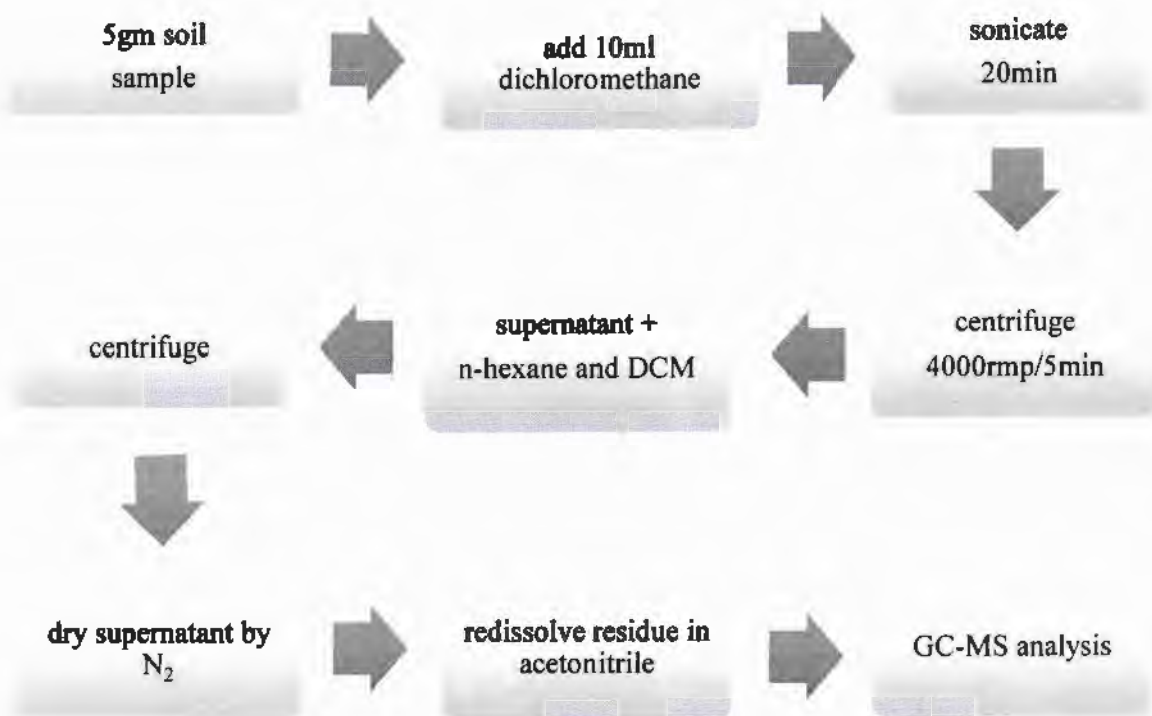 5gm soil
sample
add 10ml
dichloromethane
sonicate
20min
centrifuge
4000rmp/5min
supernatant +
n-hexane and DCM
centrifuge
dry supernatant by
N₂
redissolve residue in
acetonitrile
GC-MS analysis